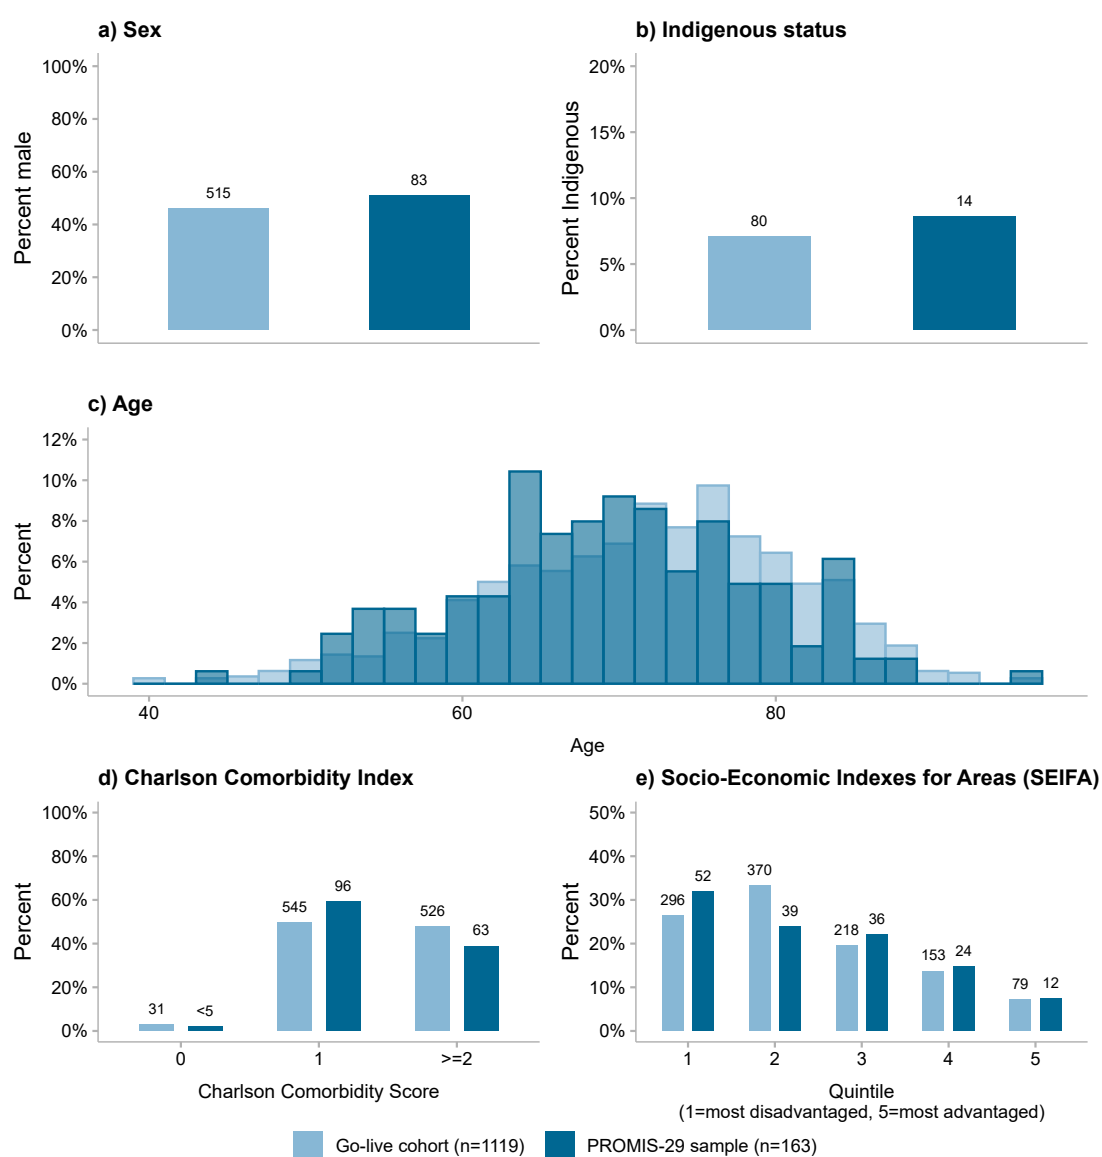 a) Sex
100%
80%
60%
40%
20%
0%
Percent male
515
83
b) Indigenous status
20%
15%
10%
5%
0%
Percent Indigenous
80
14
c) Age
12%
10%
8%
6%
4%
2%
0%
Percent
40 60 80
Age
d) Charlson Comorbidity Index
100%
80%
60%
40%
20%
0%
Percent
31 <5 545 96 526 63
0 1 >=2
Charlson Comorbidity Score
e) Socio-Economic Indexes for Areas (SEIFA)
50%
40%
30%
20%
10%
0%
Percent
296 52 370 39 218 36 153 24 79 12
1 2 3 4 5
Quintile
(1=most disadvantaged, 5=most advantaged)
Go-live cohort (n=1119) PROMIS-29 sample (n=163)